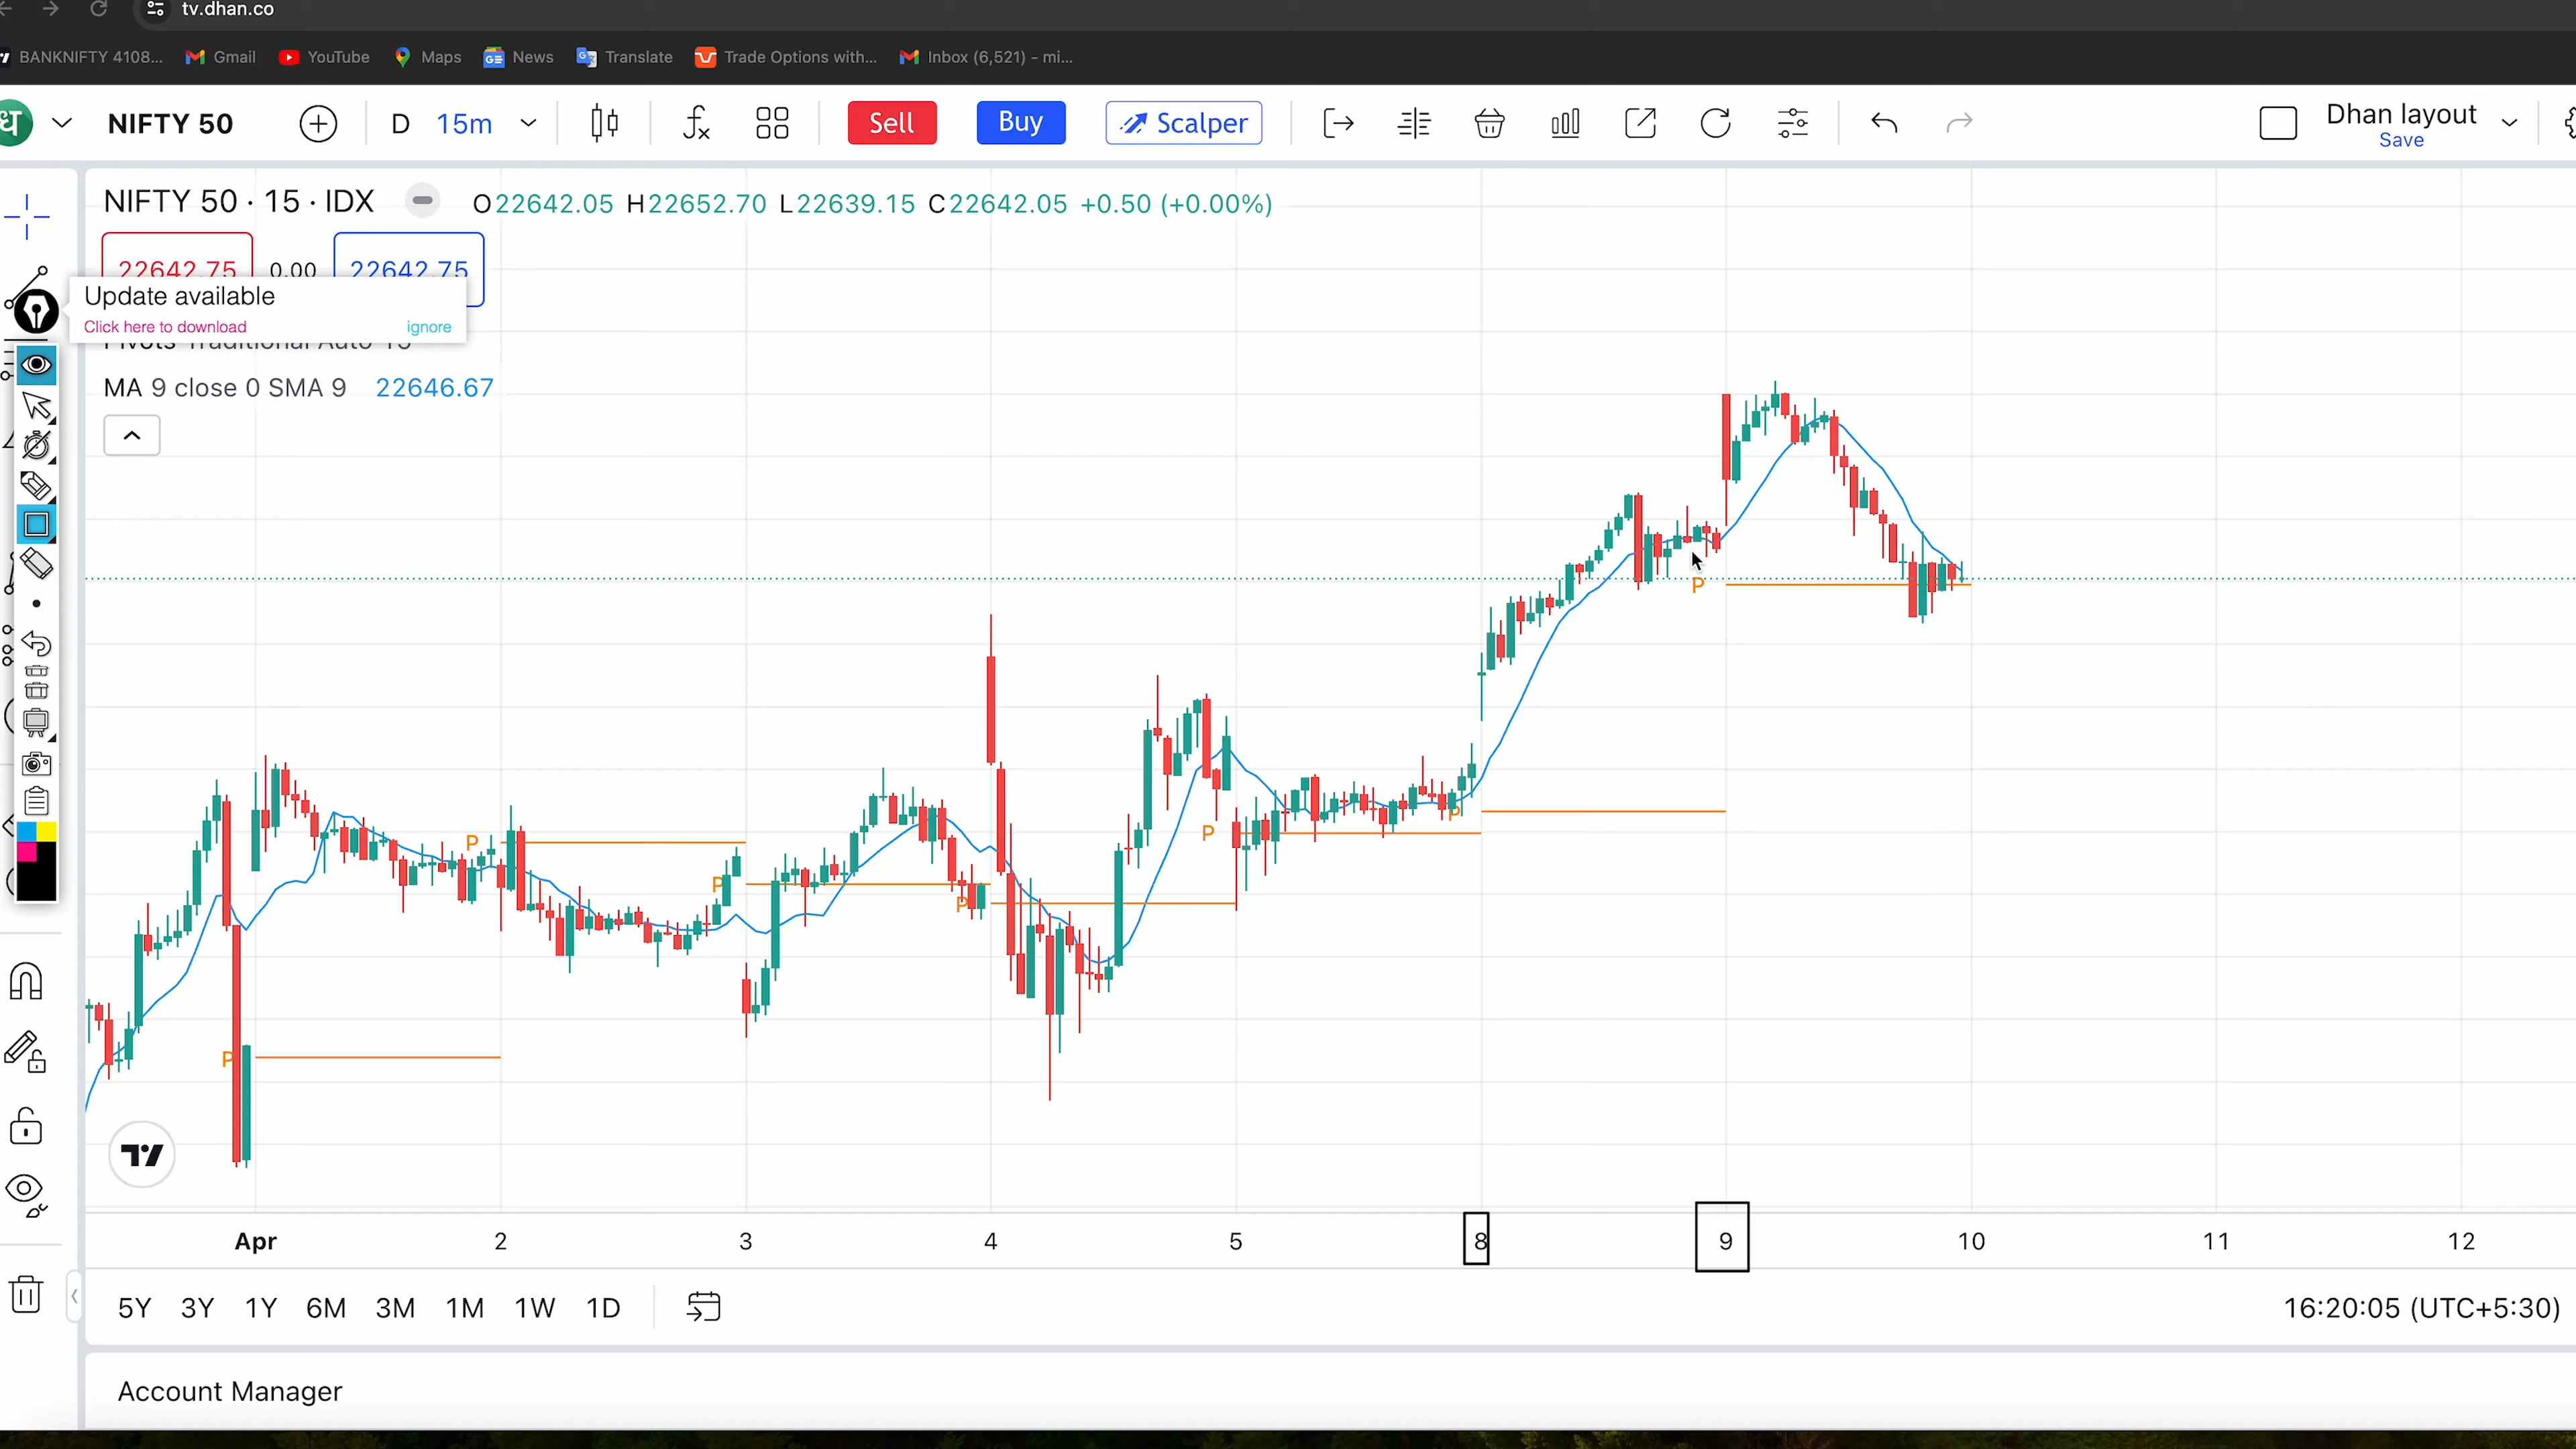 tv.dhan.co
BANKNIFTY 4108... Gmail YouTube Maps News Translate Trade Options with... Inbox (6,521) - mi...
ध NIFTY 50 D 15m Sell Buy Scalper Dhan layout
Save
NIFTY 50 · 15 · IDX O22642.05 H22652.70 L22639.15 C22642.05 +0.50 (+0.00%)
22642.75 0.00 22642.75
Update available
Click here to download ignore
Pivots Traditional Auto 15
MA 9 close 0 SMA 9 22646.67
P
P
P
P
P
P
P
Apr 2 3 4 5 8 9 10 11 12
5Y 3Y 1Y 6M 3M 1M 1W 1D 16:20:05 (UTC+5:30)
Account Manager